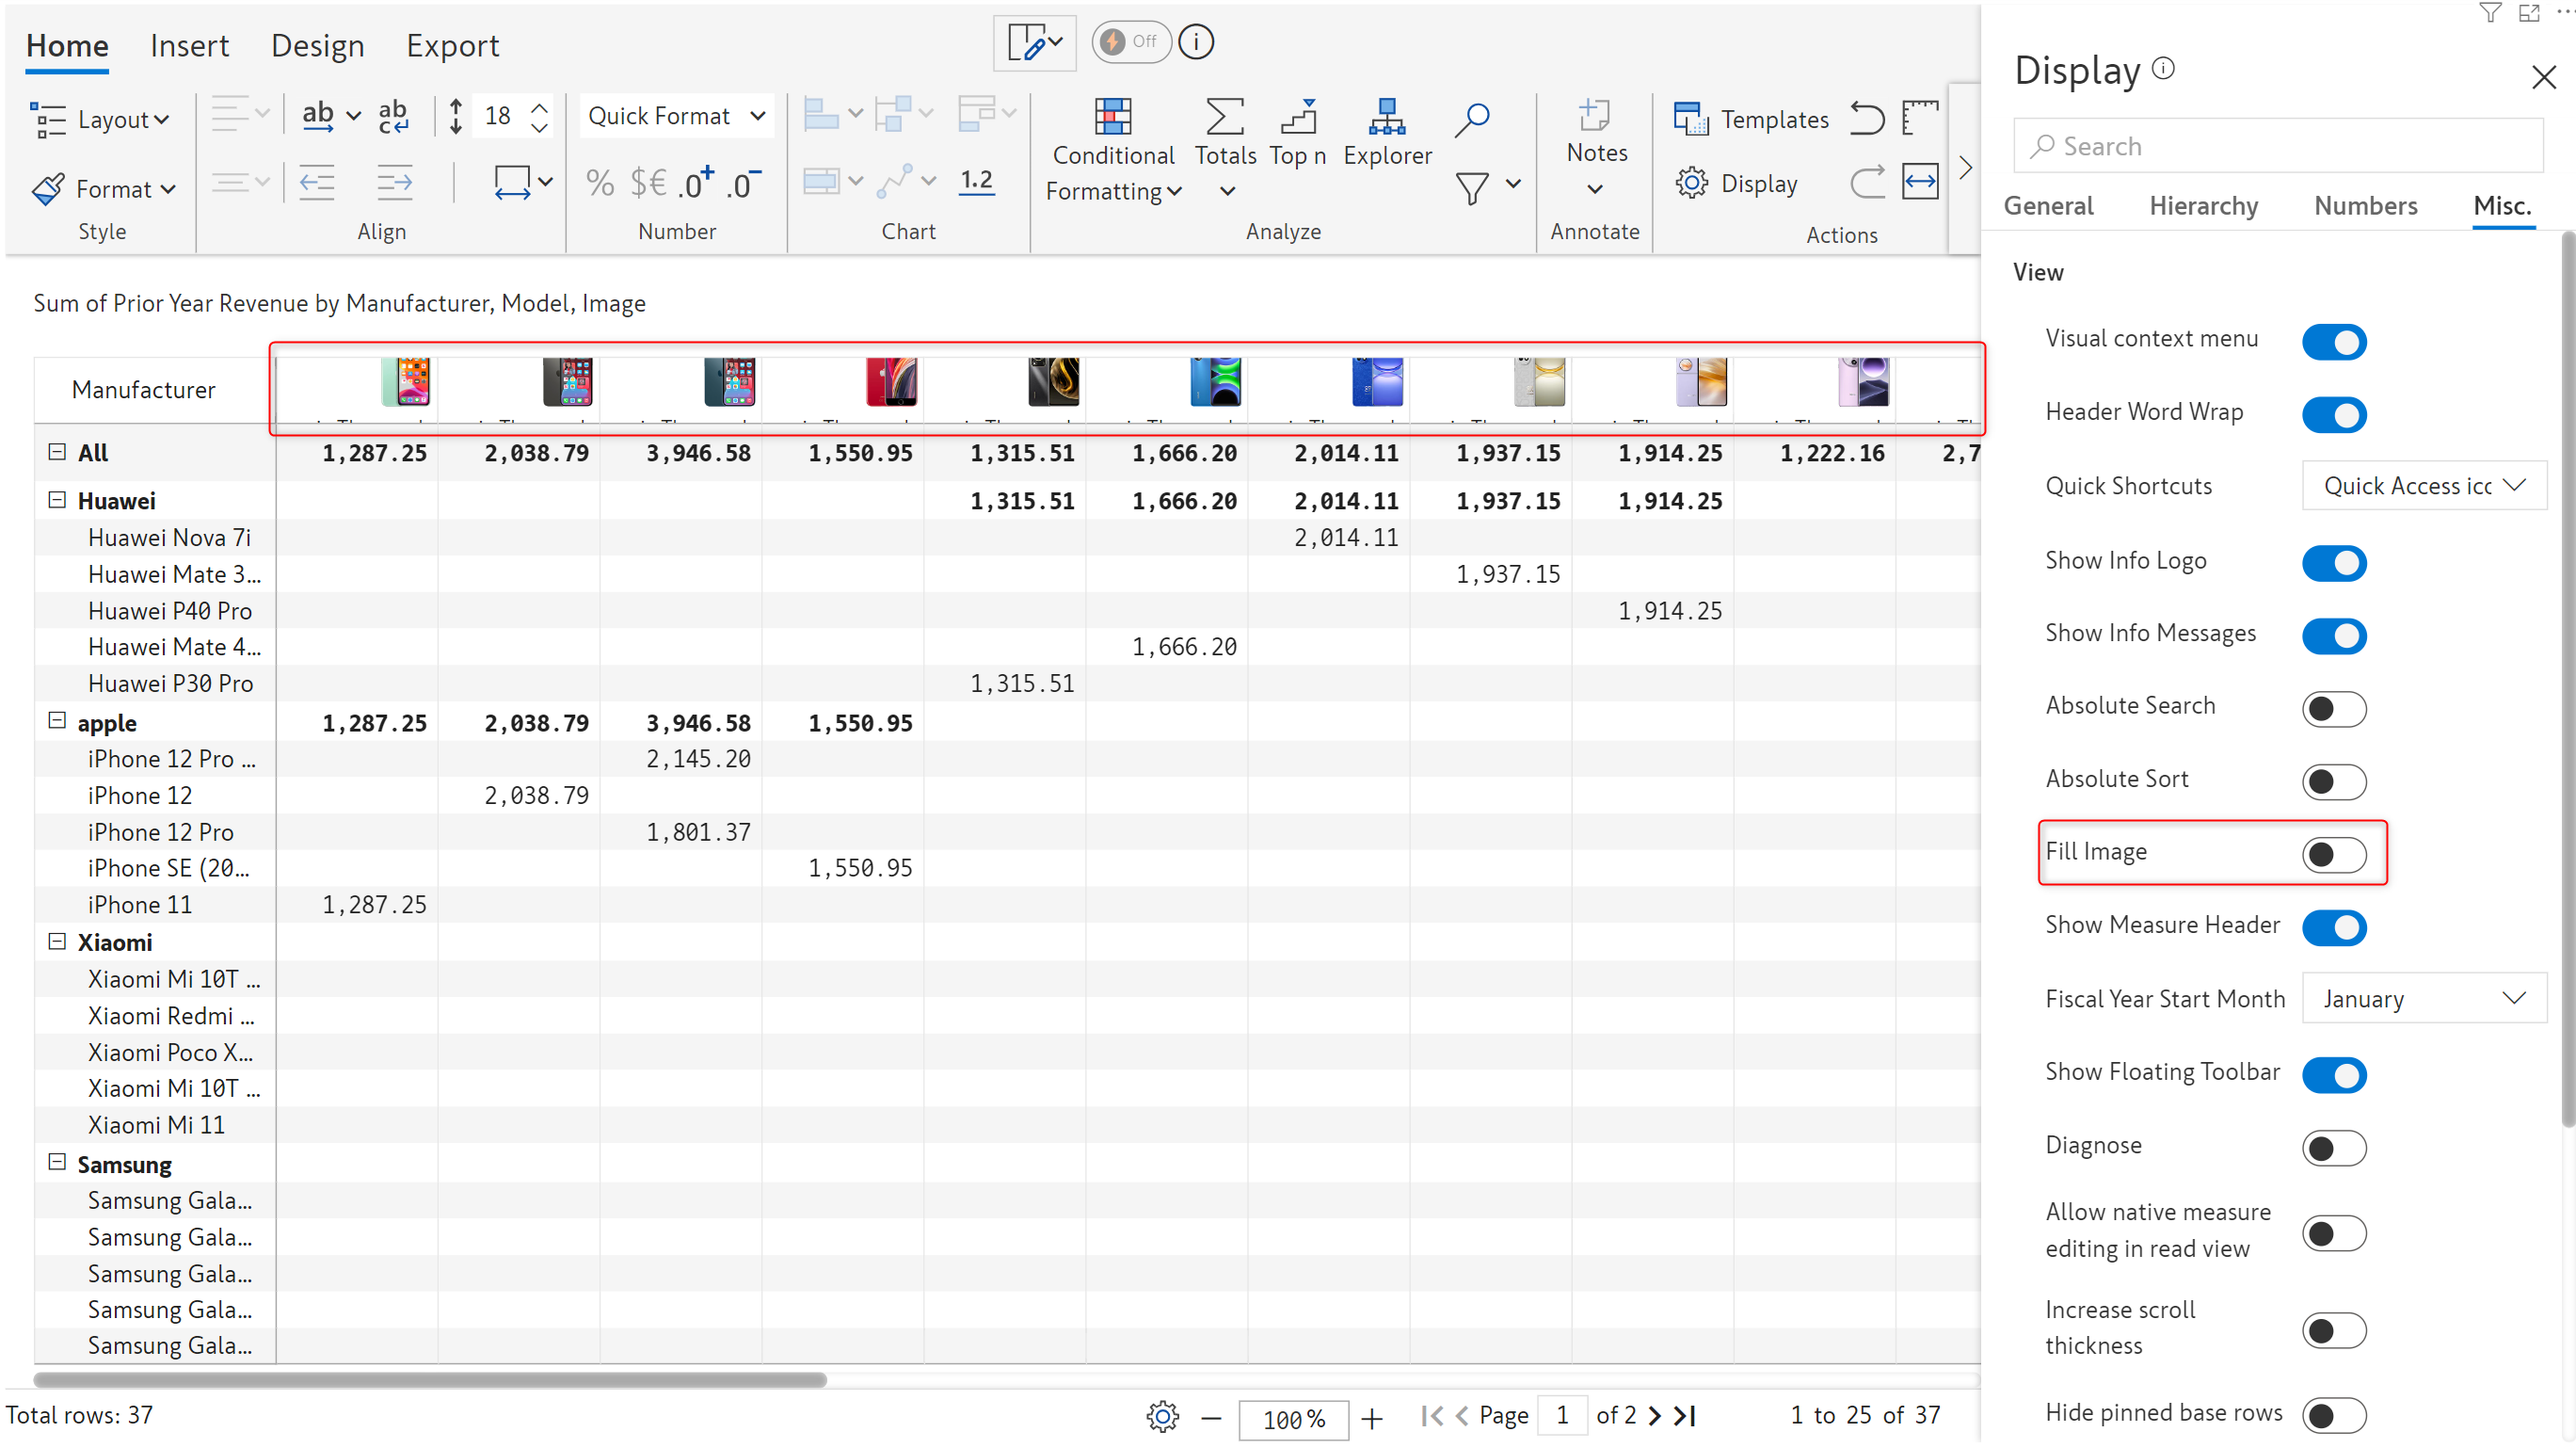 Home Insert Design Export Off
Layout ab ab c 18 Quick Format Conditional Formatting Totals Top n Explorer Notes Templates
Format % $€ .0+ .0- 1.2 Display
Style Align Number Chart Analyze Annotate Actions
Sum of Prior Year Revenue by Manufacturer, Model, Image
Manufacturer
All 1,287.25 2,038.79 3,946.58 1,550.95 1,315.51 1,666.20 2,014.11 1,937.15 1,914.25 1,222.16 2,7
Huawei 1,315.51 1,666.20 2,014.11 1,937.15 1,914.25
Huawei Nova 7i 2,014.11
Huawei Mate 3... 1,937.15
Huawei P40 Pro 1,914.25
Huawei Mate 4... 1,666.20
Huawei P30 Pro 1,315.51
apple 1,287.25 2,038.79 3,946.58 1,550.95
iPhone 12 Pro ... 2,145.20
iPhone 12 2,038.79
iPhone 12 Pro 1,801.37
iPhone SE (20... 1,550.95
iPhone 11 1,287.25
Xiaomi
Xiaomi Mi 10T ...
Xiaomi Redmi ...
Xiaomi Poco X...
Xiaomi Mi 10T ...
Xiaomi Mi 11
Samsung
Samsung Gala...
Samsung Gala...
Samsung Gala...
Samsung Gala...
Samsung Gala...
Total rows: 37 100 % Page 1 of 2 1 to 25 of 37
Display
Search
General Hierarchy Numbers Misc.
View
Visual context menu
Header Word Wrap
Quick Shortcuts Quick Access
Show Info Logo
Show Info Messages
Absolute Search
Absolute Sort
Fill Image
Show Measure Header
Fiscal Year Start Month January
Show Floating Toolbar
Diagnose
Allow native measure
editing in read view
Increase scroll
thickness
Hide pinned base rows